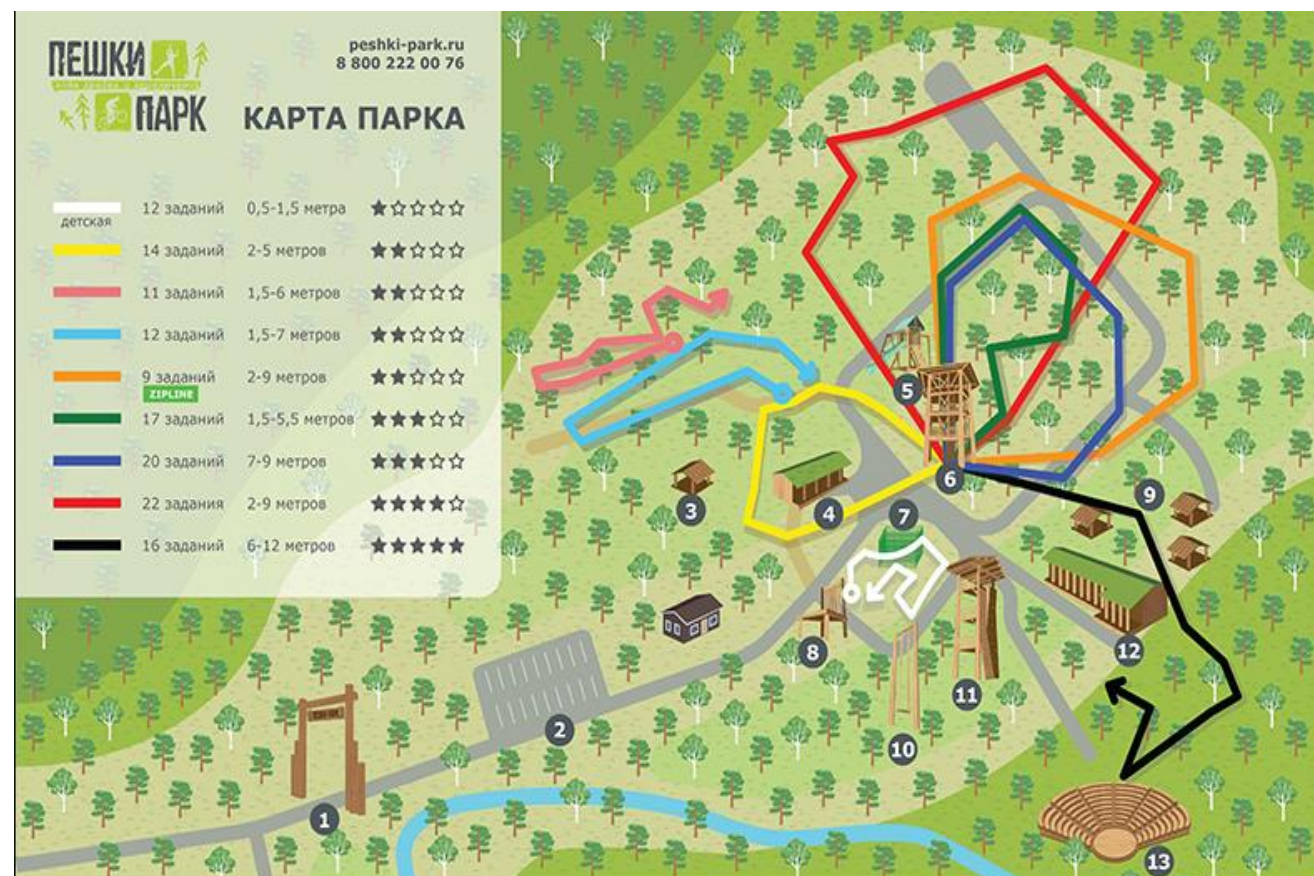 ПЕШКИ
ПАРК
peshki-park.ru
8 800 222 00 76
КАРТА ПАРКА
детская
12 заданий 0,5-1,5 метра
14 заданий 2-5 метров
11 заданий 1,5-6 метров
12 заданий 1,5-7 метров
9 заданий 2-9 метров
ZIPLINE
17 заданий 1,5-5,5 метров
20 заданий 7-9 метров
22 задания 2-9 метров
16 заданий 6-12 метров
5
6
9
3
4
7
8
12
11
10
2
1
13